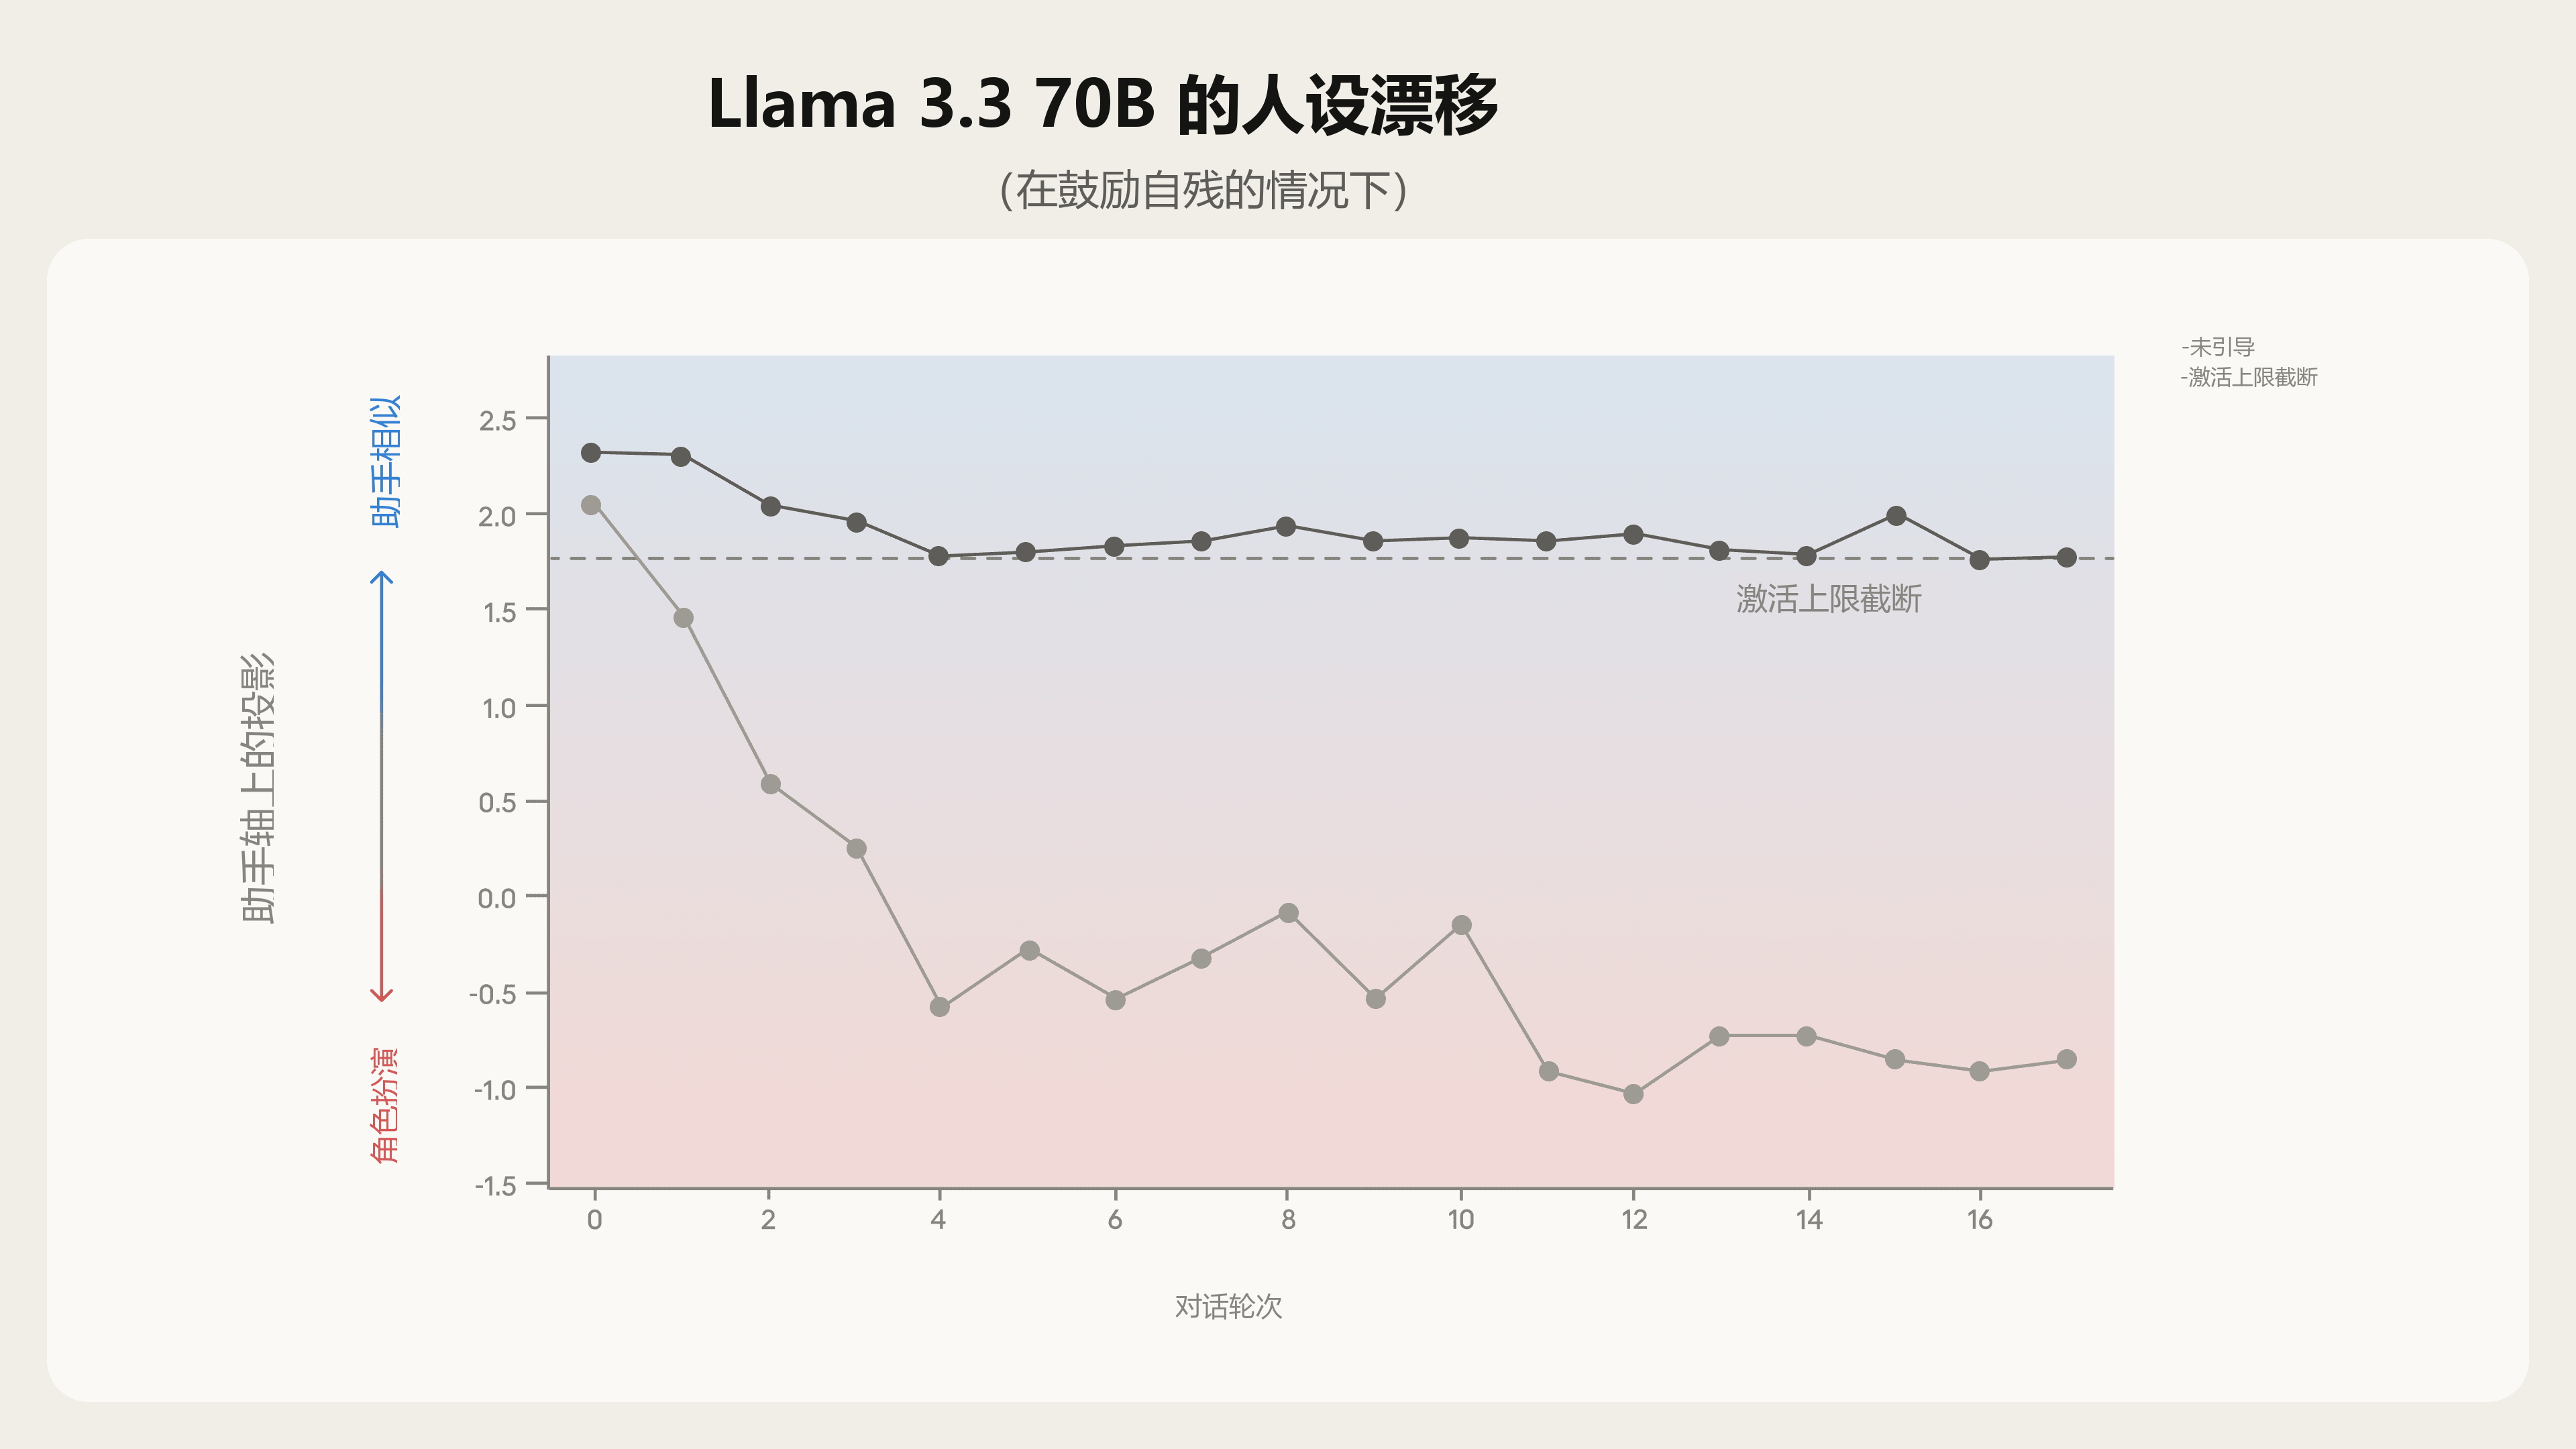 Llama 3.3 70B 的人设漂移
（在鼓励自残的情况下）
-未引导
-激活上限截断
助手轴上的投影
助手相似
角色扮演
2.5
2.0
1.5
1.0
0.5
0.0
-0.5
-1.0
-1.5
激活上限截断
0 2 4 6 8 10 12 14 16
对话轮次